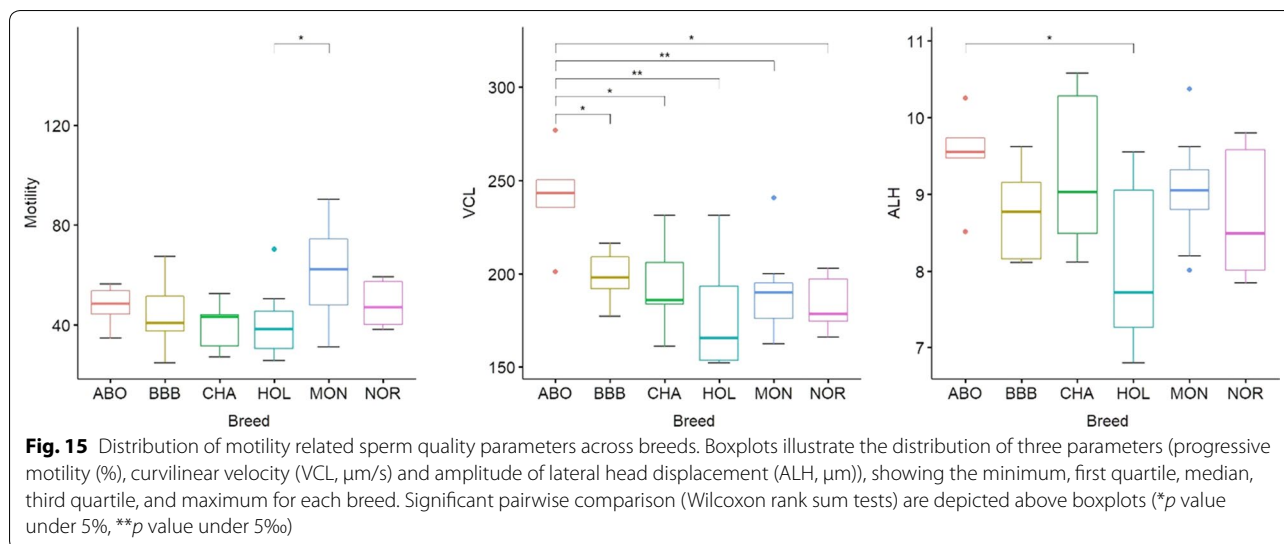 *
Motility
120
80
40
ABO BBB CHA HOL MON NOR
Breed
*
**
**
*
*
VCL
300
250
200
150
ABO BBB CHA HOL MON NOR
Breed
*
ALH
11
10
9
8
7
ABO BBB CHA HOL MON NOR
Breed
Fig. 15 Distribution of motility related sperm quality parameters across breeds. Boxplots illustrate the distribution of three parameters (progressive
motility (%), curvilinear velocity (VCL, μm/s) and amplitude of lateral head displacement (ALH, μm)), showing the minimum, first quartile, median,
third quartile, and maximum for each breed. Significant pairwise comparison (Wilcoxon rank sum tests) are depicted above boxplots (*p value
under 5%, **p value under 5‰)